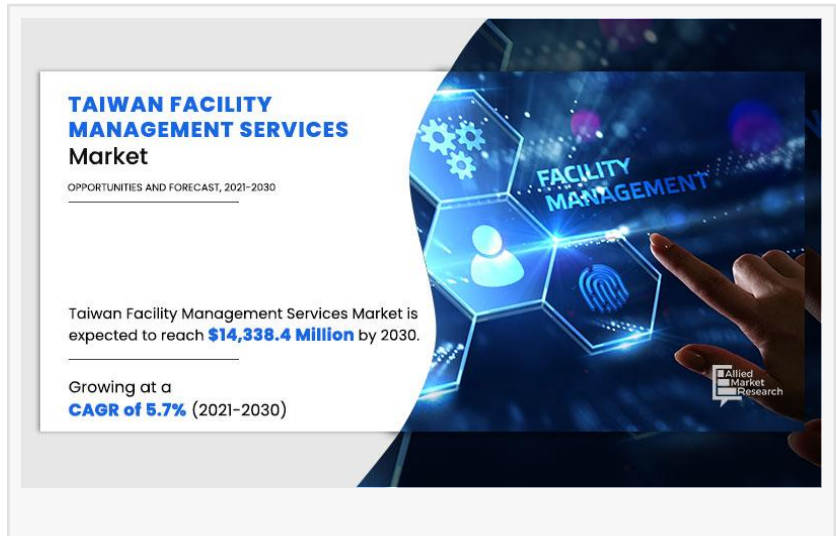 TAIWAN FACILITY
MANAGEMENT SERVICES
Market
OPPORTUNITIES AND FORECAST, 2021-2030
Taiwan Facility Management Services Market is
expected to reach $14,338.4 Million by 2030.
Growing at a
CAGR of 5.7% (2021-2030)
FACILITY
MANAGEMENT
Allied
Market
Research